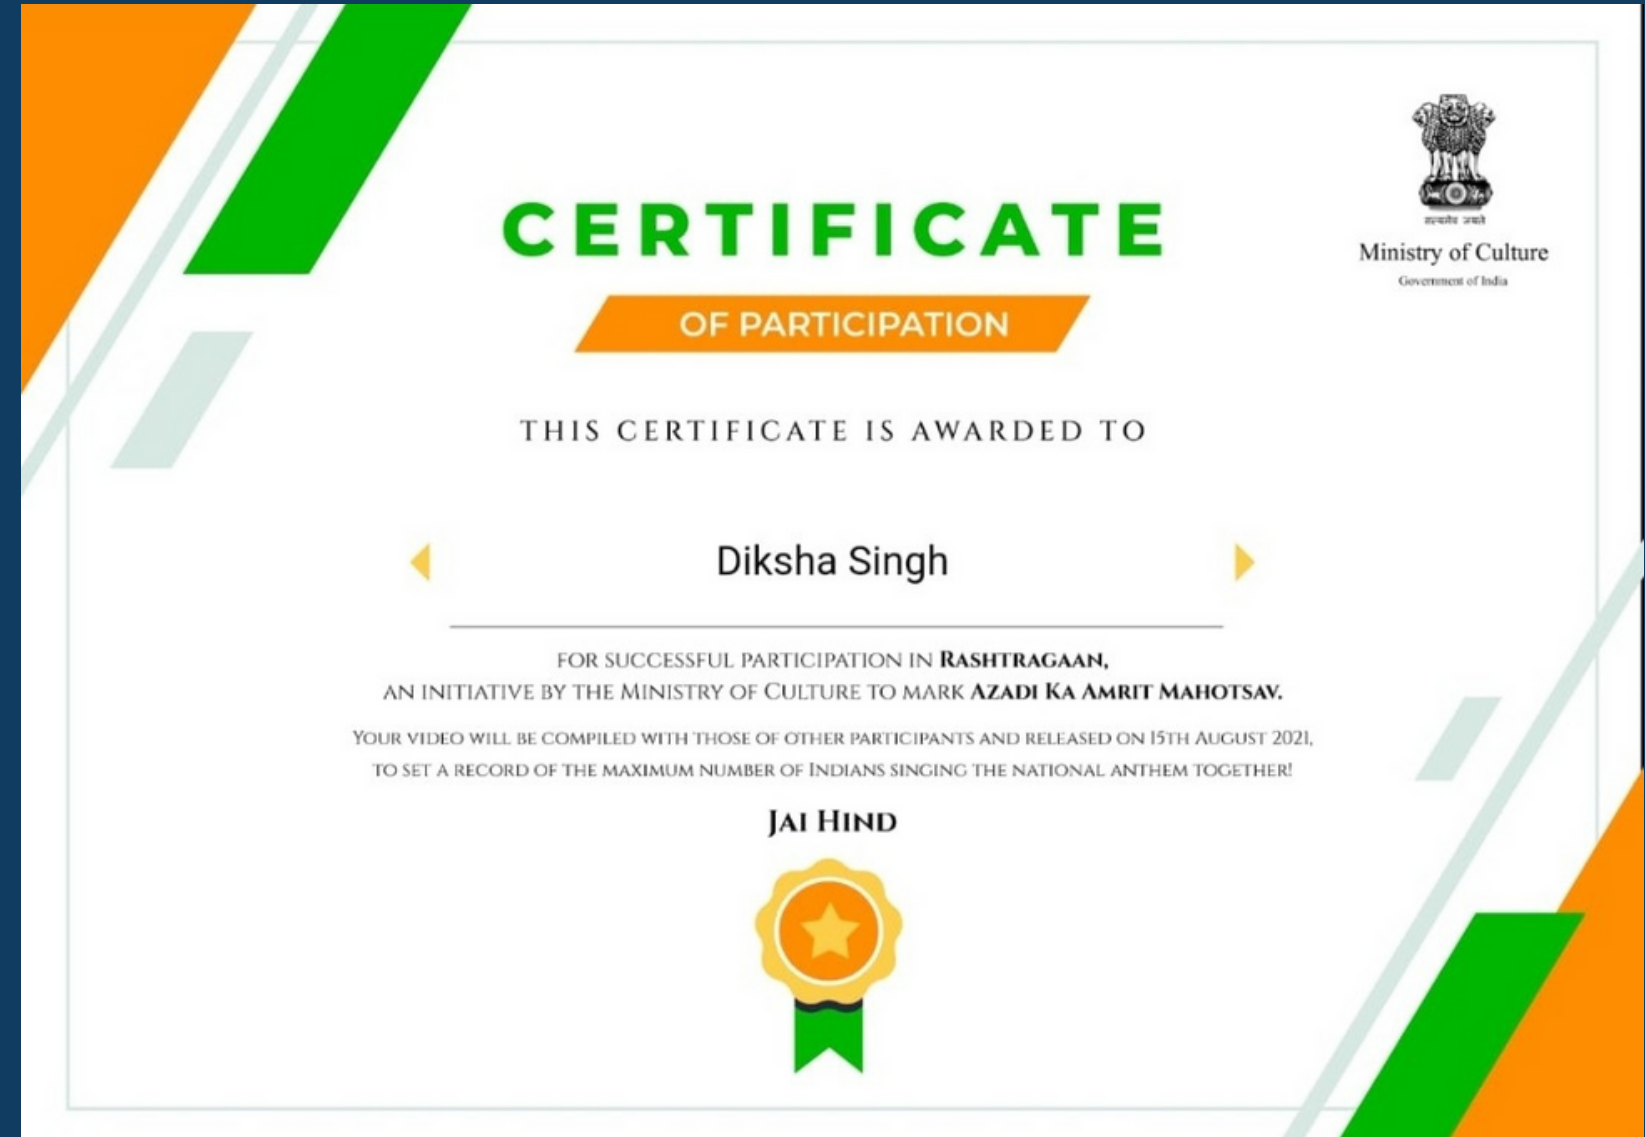 सत्यमेव जयते
Ministry of Culture
Government of India
CERTIFICATE
OF PARTICIPATION
THIS CERTIFICATE IS AWARDED TO
Diksha Singh
FOR SUCCESSFUL PARTICIPATION IN RASHTRAGAAN,
AN INITIATIVE BY THE MINISTRY OF CULTURE TO MARK AZADI KA AMRIT MAHOTSAV.
YOUR VIDEO WILL BE COMPILED WITH THOSE OF OTHER PARTICIPANTS AND RELEASED ON 15TH AUGUST 2021,
TO SET A RECORD OF THE MAXIMUM NUMBER OF INDIANS SINGING THE NATIONAL ANTHEM TOGETHER!
JAI HIND